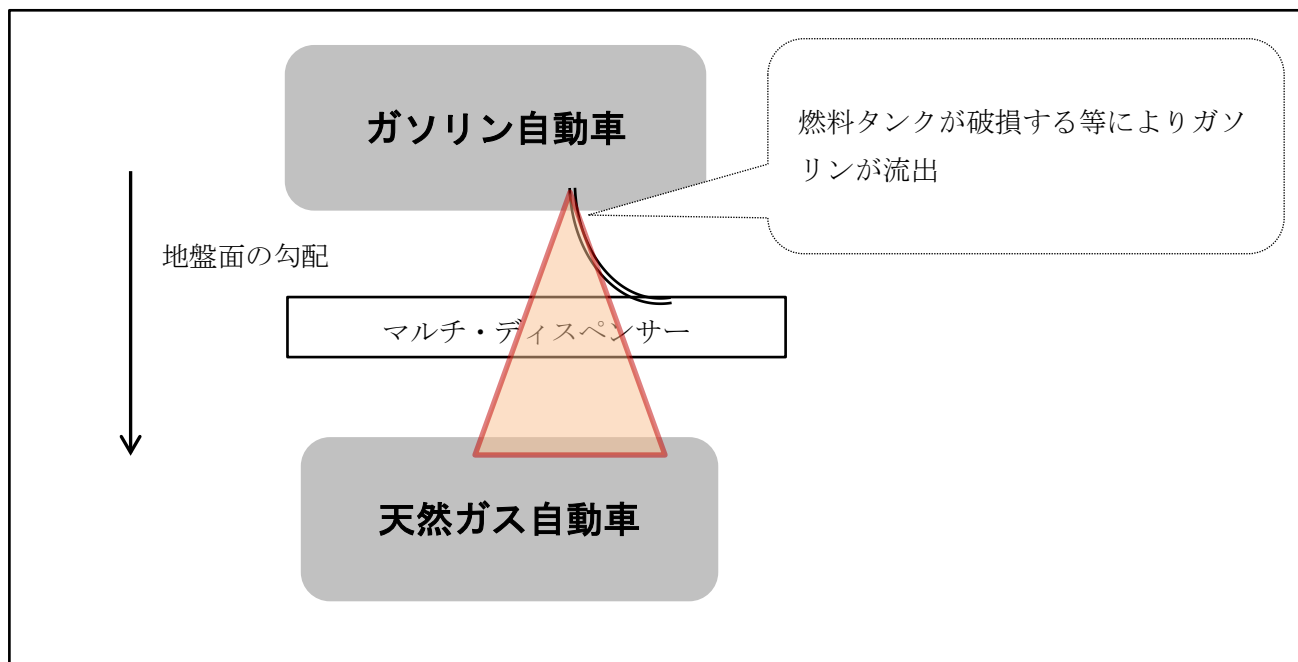 ガソリン自動車
燃料タンクが破損する等によりガソ
リンが流出
地盤面の勾配
マルチ・ディスペンサー
天然ガス自動車